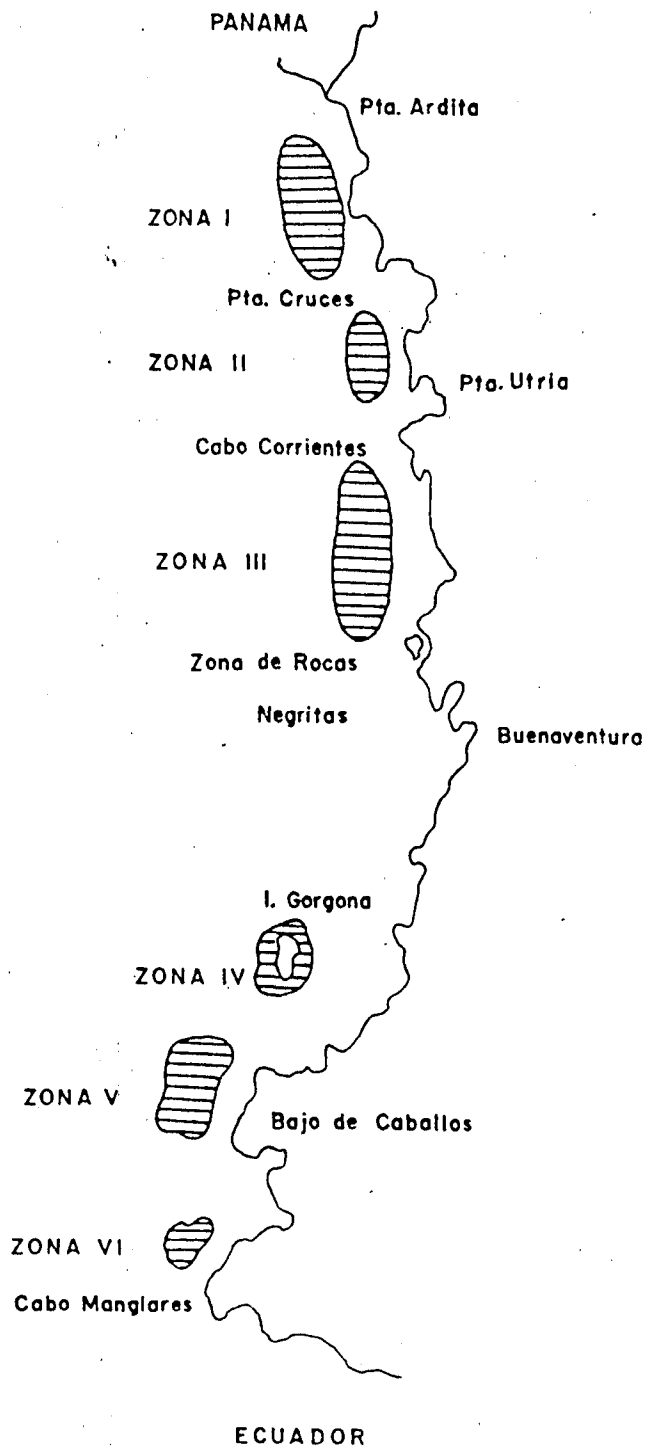 PANAMA
Pta. Ardita
ZONA I
Pta. Cruces
ZONA II
Pta. Utria
Cabo Corrientes
ZONA III
Zona de Rocas
Negritas
Buenaventura
I. Gorgona
ZONA IV
ZONA V
Bajo de Caballos
ZONA VI
Cabo Manglares
ECUADOR